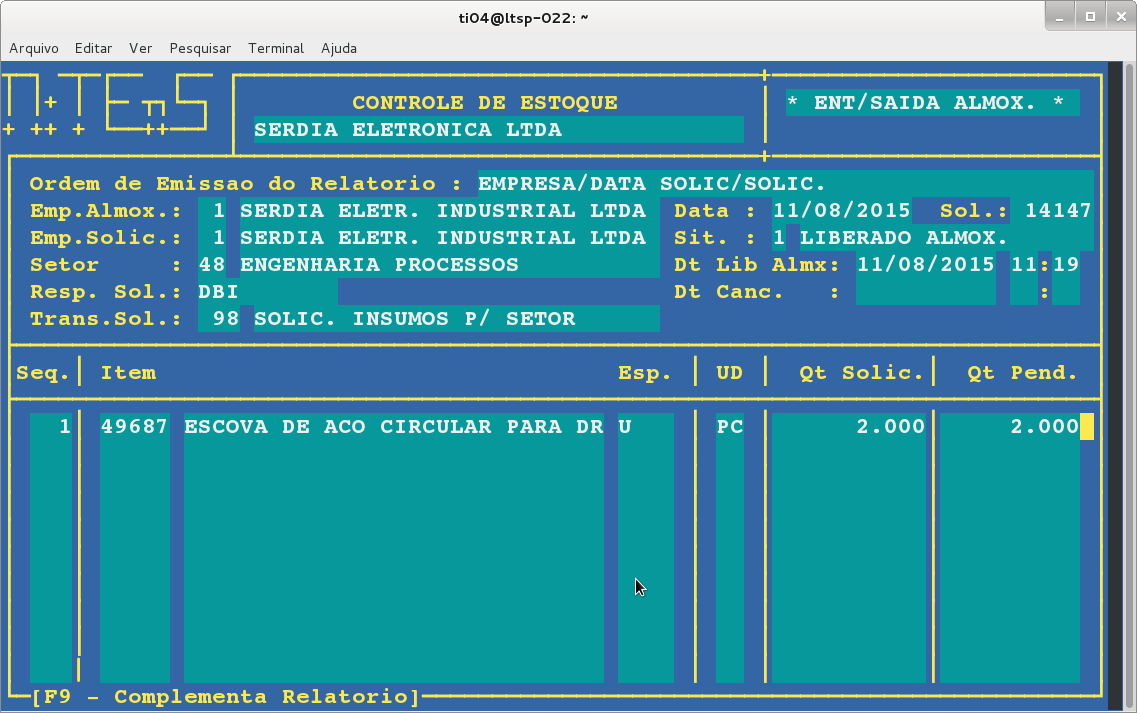 ti04@ltsp-022: ~
Arquivo Editar Ver Pesquisar Terminal Ajuda
CONTROLE DE ESTOQUE * ENT/SAIDA ALMOX. *
SERDIA ELETRONICA LTDA
Ordem de Emissao do Relatorio : EMPRESA/DATA SOLIC/SOLIC.
Emp.Almox.: 1 SERDIA ELETR. INDUSTRIAL LTDA Data : 11/08/2015 Sol.: 14147
Emp.Solic.: 1 SERDIA ELETR. INDUSTRIAL LTDA Sit. : 1 LIBERADO ALMOX.
Setor : 48 ENGENHARIA PROCESSOS Dt Lib Almx: 11/08/2015 11:19
Resp. Sol.: DBI Dt Canc. : :
Trans.Sol.: 98 SOLIC. INSUMOS P/ SETOR
Seq. Item Esp. UD Qt Solic. Qt Pend.
1 49687 ESCOVA DE ACO CIRCULAR PARA DR U PC 2.000 2.000
[F9 - Complementa Relatorio]